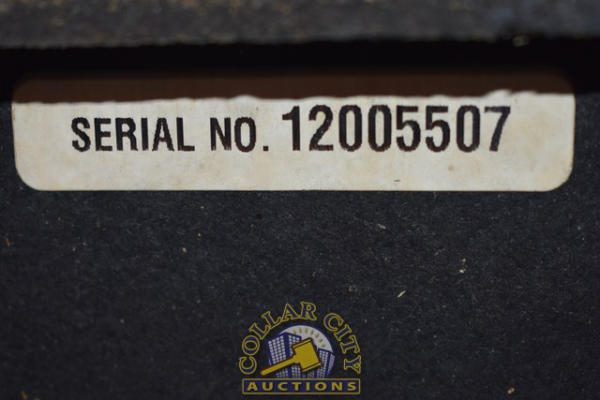 SERIAL NO. 12005507
COLLAR CITY
AUCTIONS